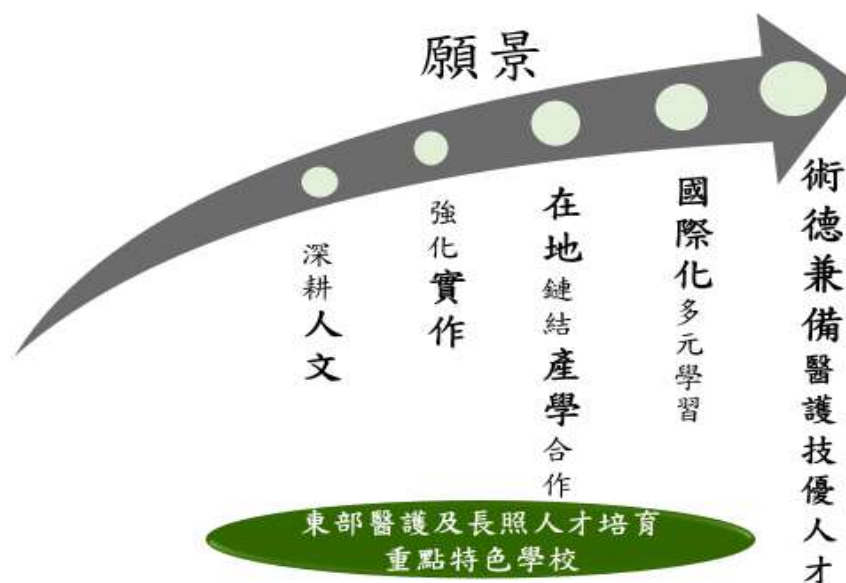 願景
深耕人文
強化實作
在地鏈結產學合作
國際化多元學習
術德兼備醫護技優人才
東部醫護及長照人才培育
重點特色學校